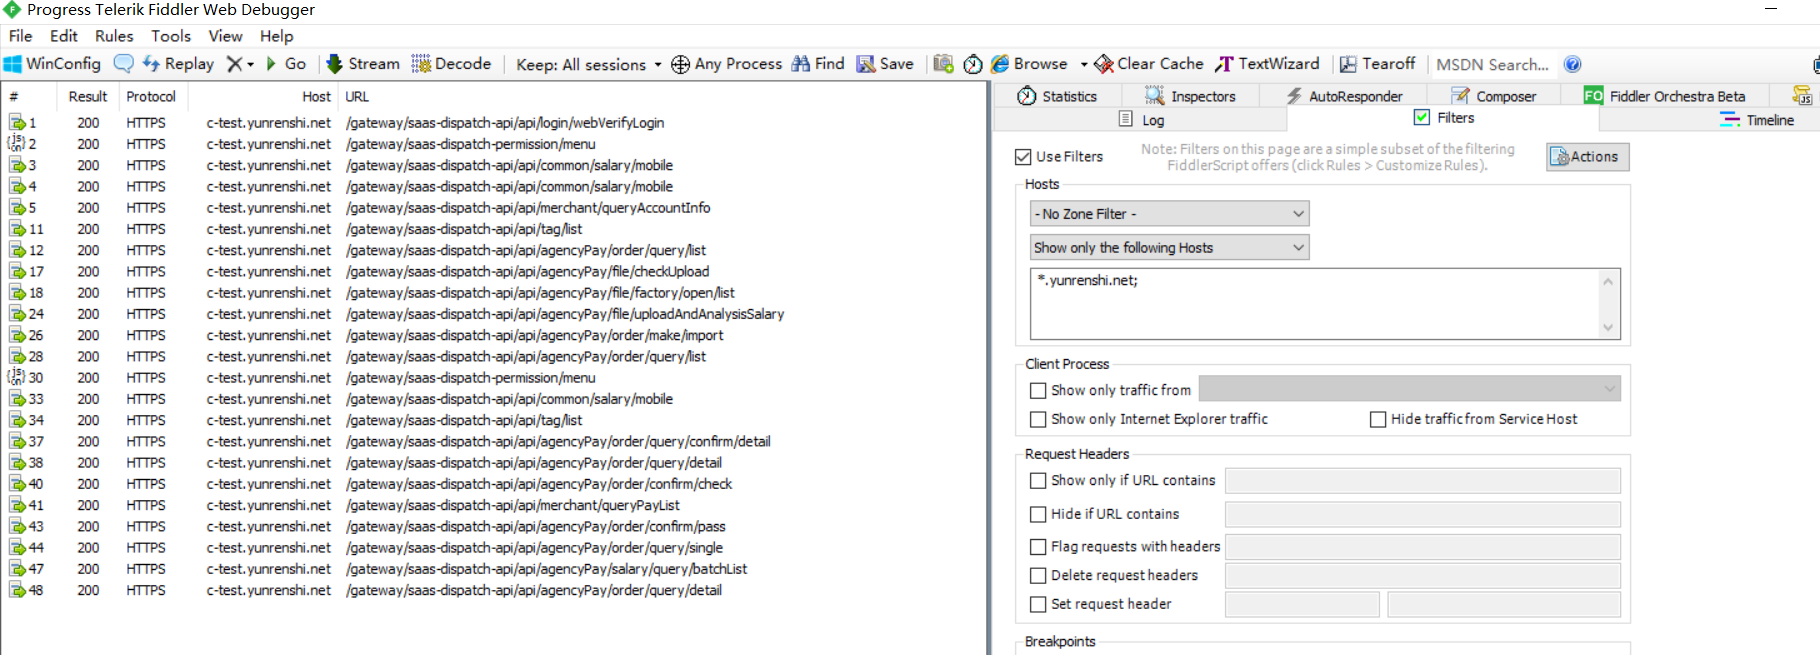 Progress Telerik Fiddler Web Debugger
File Edit Rules Tools View Help
WinConfig Replay Go Stream Decode Keep: All sessions Any Process Find Save Browse Clear Cache TextWizard Tearoff MSDN Search...
# Result Protocol Host URL
1 200 HTTPS c-test.yunrenshi.net /gateway/saas-dispatch-api/api/login/webVerifyLogin
2 200 HTTPS c-test.yunrenshi.net /gateway/saas-dispatch-permission/menu
3 200 HTTPS c-test.yunrenshi.net /gateway/saas-dispatch-api/api/common/salary/mobile
4 200 HTTPS c-test.yunrenshi.net /gateway/saas-dispatch-api/api/common/salary/mobile
5 200 HTTPS c-test.yunrenshi.net /gateway/saas-dispatch-api/api/merchant/queryAccountInfo
11 200 HTTPS c-test.yunrenshi.net /gateway/saas-dispatch-api/api/tag/list
12 200 HTTPS c-test.yunrenshi.net /gateway/saas-dispatch-api/api/agencyPay/order/query/list
17 200 HTTPS c-test.yunrenshi.net /gateway/saas-dispatch-api/api/agencyPay/file/checkUpload
18 200 HTTPS c-test.yunrenshi.net /gateway/saas-dispatch-api/api/agencyPay/file/factory/open/list
24 200 HTTPS c-test.yunrenshi.net /gateway/saas-dispatch-api/api/agencyPay/file/uploadAndAnalysisSalary
26 200 HTTPS c-test.yunrenshi.net /gateway/saas-dispatch-api/api/agencyPay/order/make/import
28 200 HTTPS c-test.yunrenshi.net /gateway/saas-dispatch-api/api/agencyPay/order/query/list
30 200 HTTPS c-test.yunrenshi.net /gateway/saas-dispatch-permission/menu
33 200 HTTPS c-test.yunrenshi.net /gateway/saas-dispatch-api/api/common/salary/mobile
34 200 HTTPS c-test.yunrenshi.net /gateway/saas-dispatch-api/api/tag/list
37 200 HTTPS c-test.yunrenshi.net /gateway/saas-dispatch-api/api/agencyPay/order/query/confirm/detail
38 200 HTTPS c-test.yunrenshi.net /gateway/saas-dispatch-api/api/agencyPay/order/query/detail
40 200 HTTPS c-test.yunrenshi.net /gateway/saas-dispatch-api/api/agencyPay/order/confirm/check
41 200 HTTPS c-test.yunrenshi.net /gateway/saas-dispatch-api/api/merchant/queryPayList
43 200 HTTPS c-test.yunrenshi.net /gateway/saas-dispatch-api/api/agencyPay/order/confirm/pass
44 200 HTTPS c-test.yunrenshi.net /gateway/saas-dispatch-api/api/agencyPay/order/query/single
47 200 HTTPS c-test.yunrenshi.net /gateway/saas-dispatch-api/api/agencyPay/salary/query/batchList
48 200 HTTPS c-test.yunrenshi.net /gateway/saas-dispatch-api/api/agencyPay/order/query/detail
Statistics Inspectors AutoResponder Composer FO Fiddler Orchestra Beta JS
Log Filters Timeline
Use Filters
Note: Filters on this page are a simple subset of the filtering
FiddlerScript offers (click Rules > Customize Rules).
Actions
Hosts
- No Zone Filter -
Show only the following Hosts
*.yunrenshi.net;
Client Process
Show only traffic from
Show only Internet Explorer traffic Hide traffic from Service Host
Request Headers
Show only if URL contains
Hide if URL contains
Flag requests with headers
Delete request headers
Set request header
Breakpoints